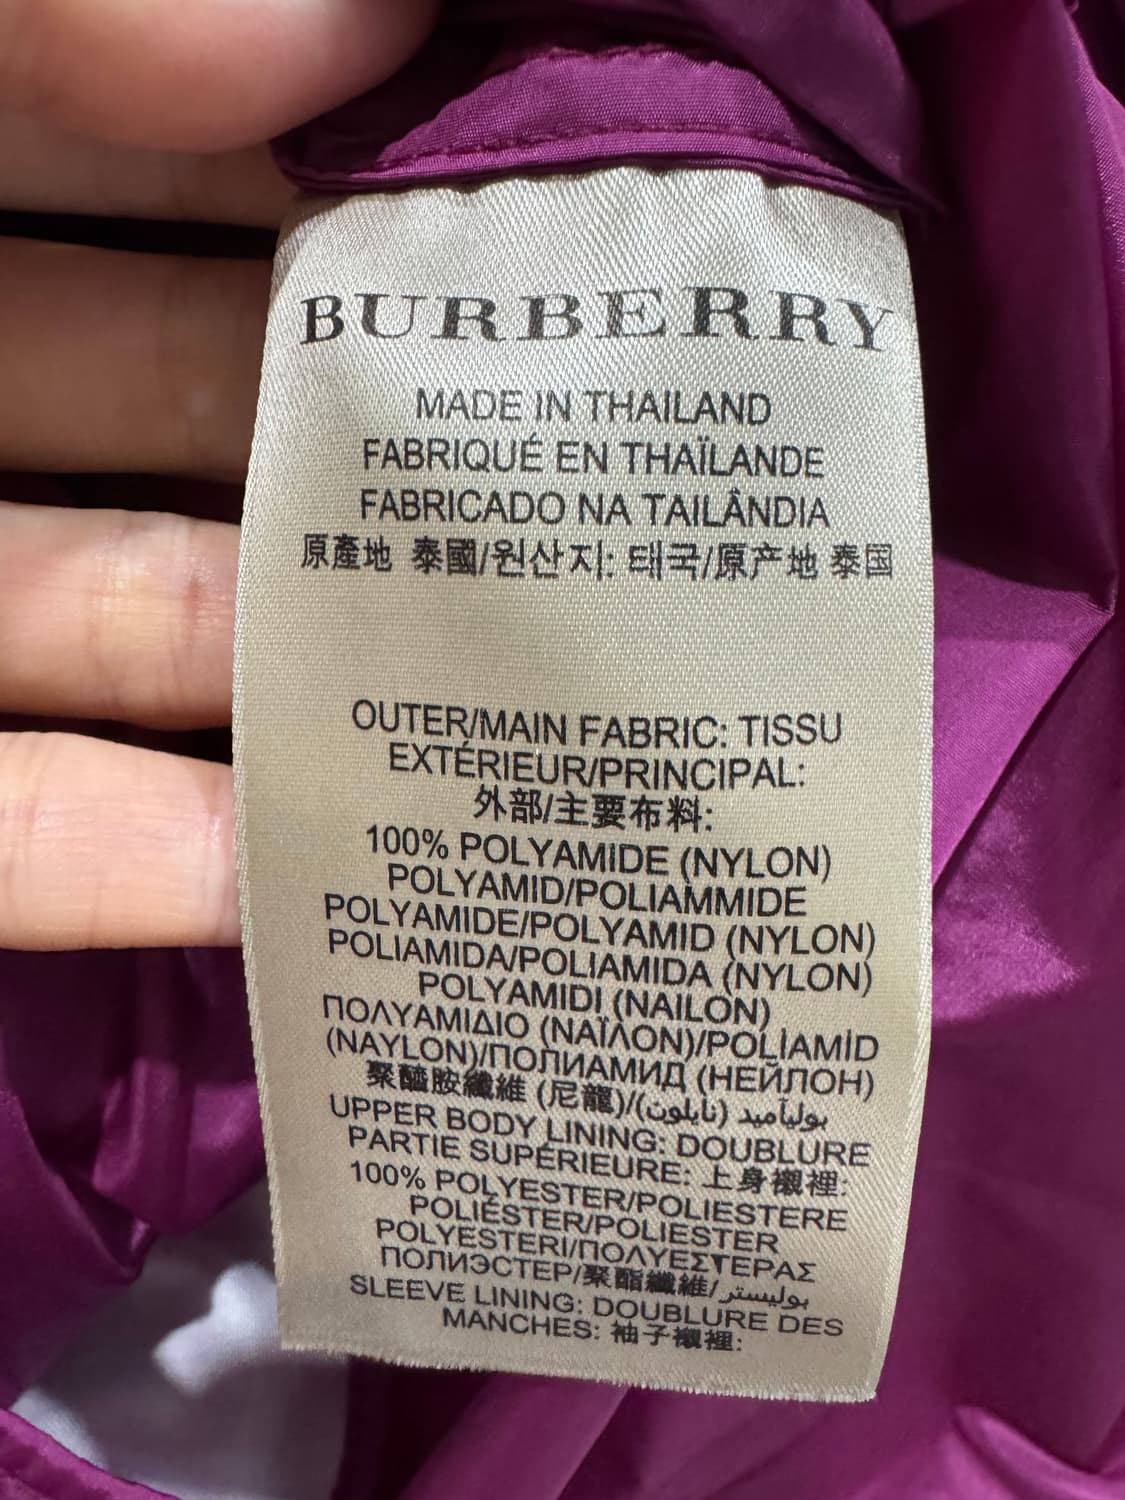 BURBERRY
MADE IN THAILAND
FABRIQUÉ EN THAÏLANDE
FABRICADO NA TAILÂNDIA
原產地 泰國/원산지: 태국/原产地 泰国
OUTER/MAIN FABRIC: TISSU
EXTÉRIEUR/PRINCIPAL:
外部/主要布料:
100% POLYAMIDE (NYLON)
POLYAMID/POLIAMMIDE
POLYAMIDE/POLYAMID (NYLON)
POLIAMIDA/POLIAMIDA (NYLON)
POLYAMIDI (NAILON)
ΠΟΛΥΑΜΙΔΙΟ (ΝΑΪΛΟΝ)/POLİAMİD
(NAYLON)/ПОЛИАМИД (НЕЙЛОН)
聚醯胺纖維 (尼龍)/بوليآميد (نايلون)
UPPER BODY LINING: DOUBLURE
PARTIE SUPÉRIEURE: 上身襯裡:
100% POLYESTER/POLIESTERE
POLIÉSTER/POLIESTER
POLYESTERI/ΠΟΛΥΕΣΤΕΡΑΣ
ПОЛИЭСТЕР/聚酯纖維/بوليستر
SLEEVE LINING: DOUBLURE DES
MANCHES: 袖子襯裡: